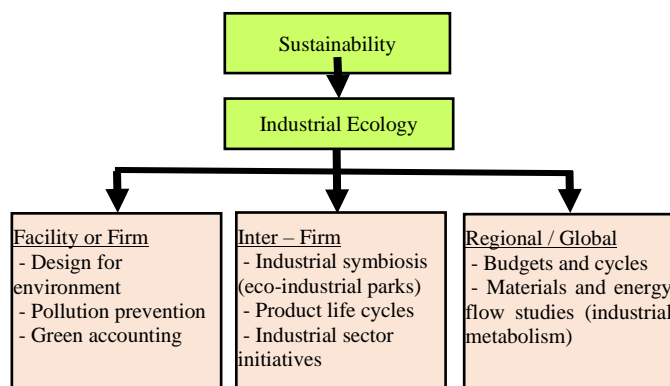 Sustainability
Industrial Ecology
Facility or Firm
- Design for
environment
- Pollution prevention
- Green accounting
Inter – Firm
- Industrial symbiosis
(eco-industrial parks)
- Product life cycles
- Industrial sector
initiatives
Regional / Global
- Budgets and cycles
- Materials and energy
flow studies (industrial
metabolism)